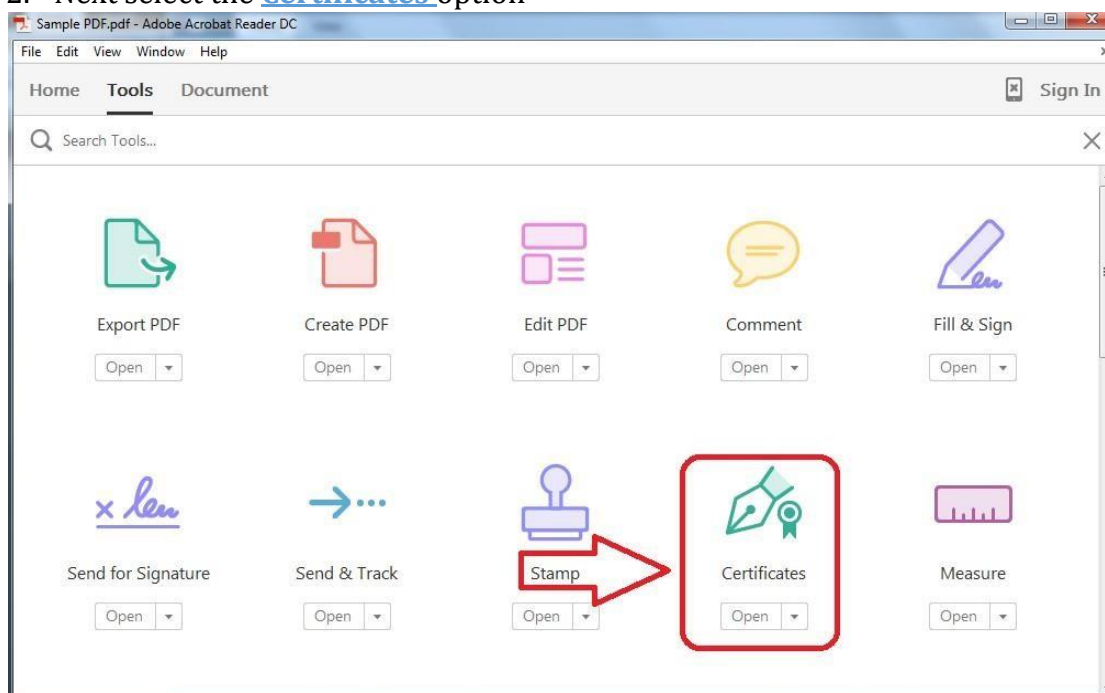 2. Next select the Certificates option
Sample PDF.pdf - Adobe Acrobat Reader DC
File Edit View Window Help
Home Tools Document Sign In
Search Tools...
Export PDF Create PDF Edit PDF Comment Fill & Sign
Open Open Open Open Open
Send for Signature Send & Track Stamp Certificates Measure
Open Open Open Open Open